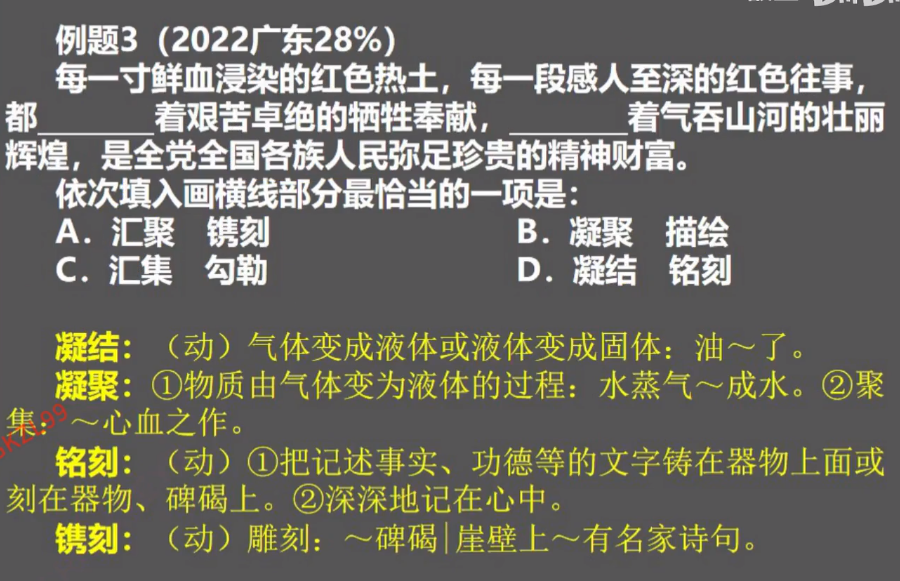 例题3（2022广东28%）
每一寸鲜血浸染的红色热土，每一段感人至深的红色往事，
都________着艰苦卓绝的牺牲奉献，________着气吞山河的壮丽
辉煌，是全党全国各族人民弥足珍贵的精神财富。
依次填入画横线部分最恰当的一项是：
A．汇聚 镌刻 B．凝聚 描绘
C．汇集 勾勒 D．凝结 铭刻
凝结：（动）气体变成液体或液体变成固体：油～了。
凝聚：①物质由气体变为液体的过程：水蒸气～成水。②聚
集：～心血之作。
铭刻：（动）①把记述事实、功德等的文字铸在器物上面或
刻在器物、碑碣上。②深深地记在心中。
镌刻：（动）雕刻：～碑碣|崖壁上～有名家诗句。